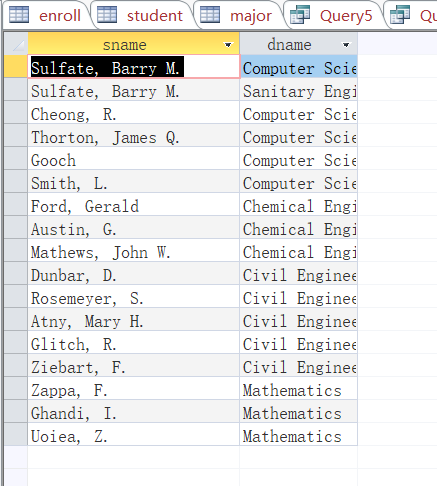 enroll student major Query5 Qu
sname dname
Sulfate, Barry M. Computer Scie
Sulfate, Barry M. Sanitary Engi
Cheong, R. Computer Scie
Thorton, James Q. Computer Scie
Gooch Computer Scie
Smith, L. Computer Scie
Ford, Gerald Chemical Engi
Austin, G. Chemical Engi
Mathews, John W. Chemical Engi
Dunbar, D. Civil Enginee
Rosemeyer, S. Civil Enginee
Atny, Mary H. Civil Enginee
Glitch, R. Civil Enginee
Ziebart, F. Civil Enginee
Zappa, F. Mathematics
Ghandi, I. Mathematics
Uoiea, Z. Mathematics